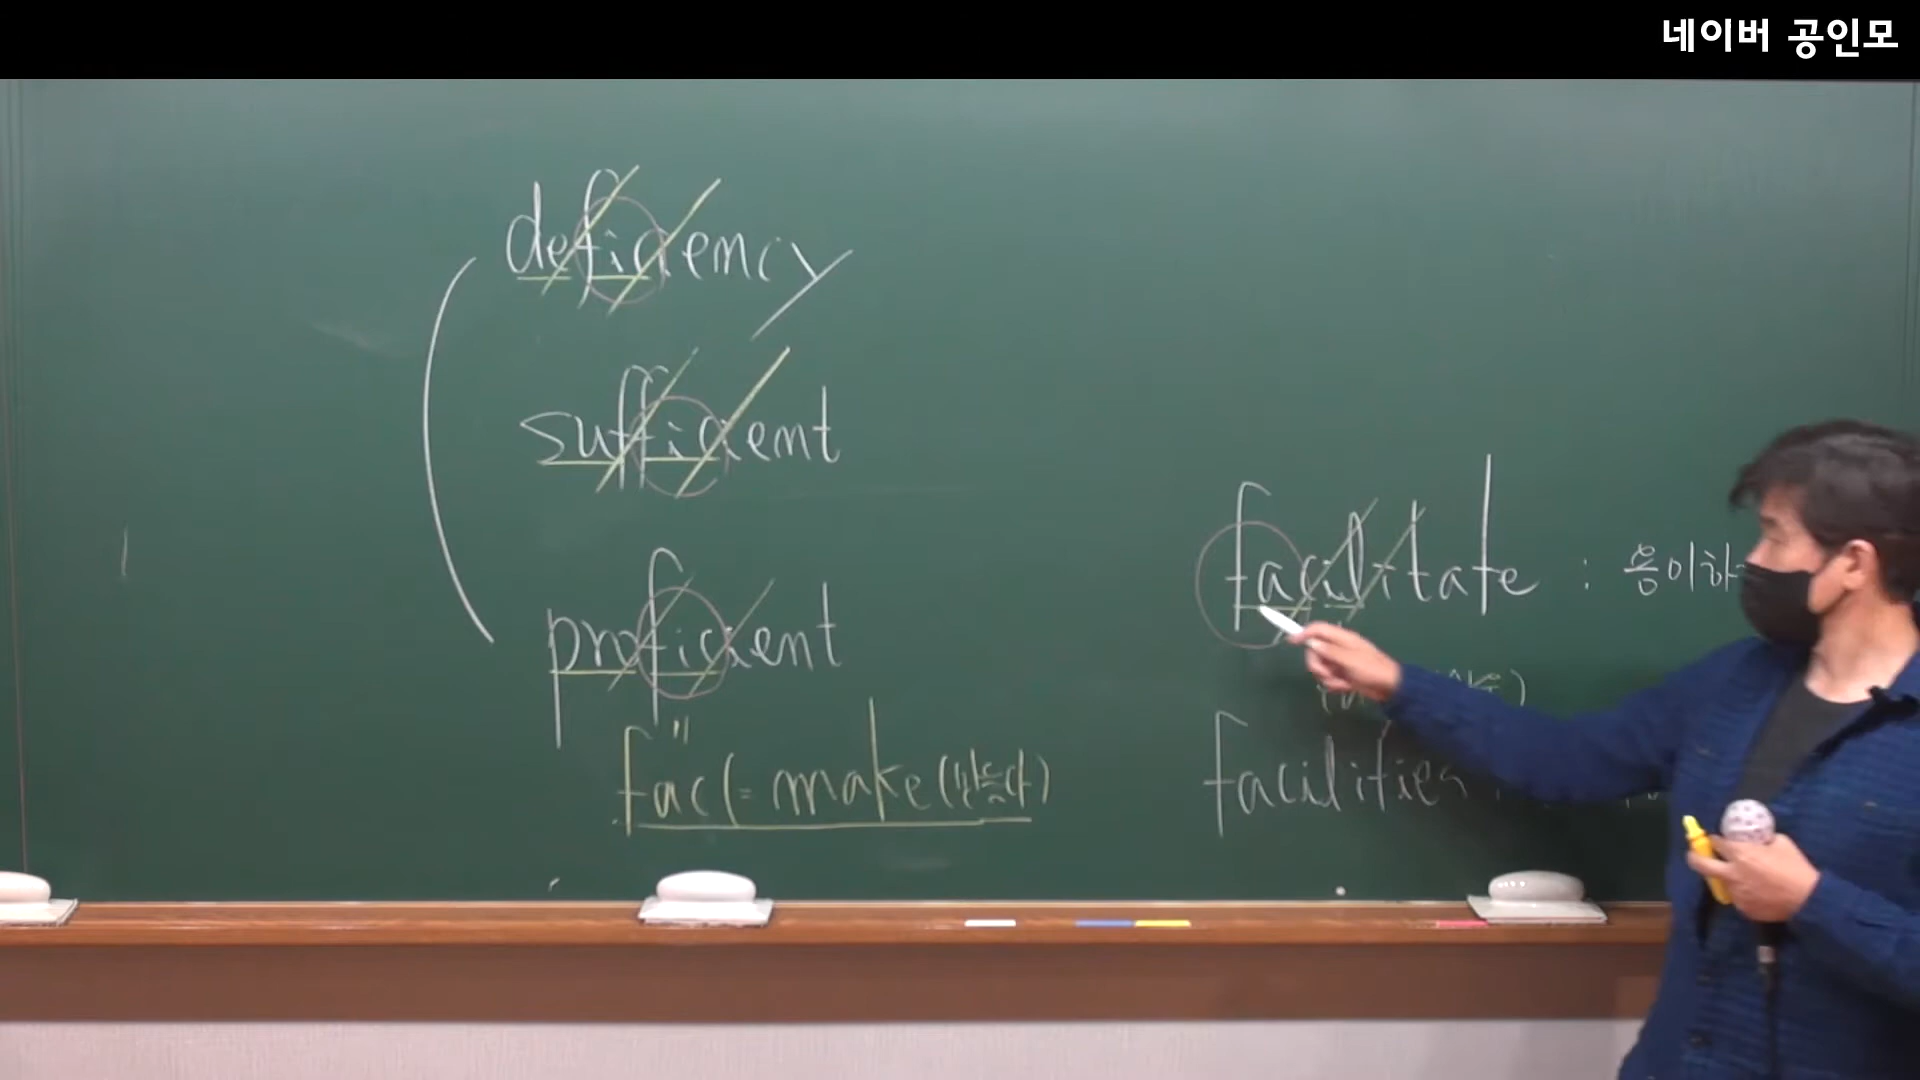 네이버 공인모
deficiency
sufficient
proficient
"
fac(= make(만들다)
facilitate : 용이하
facilities :